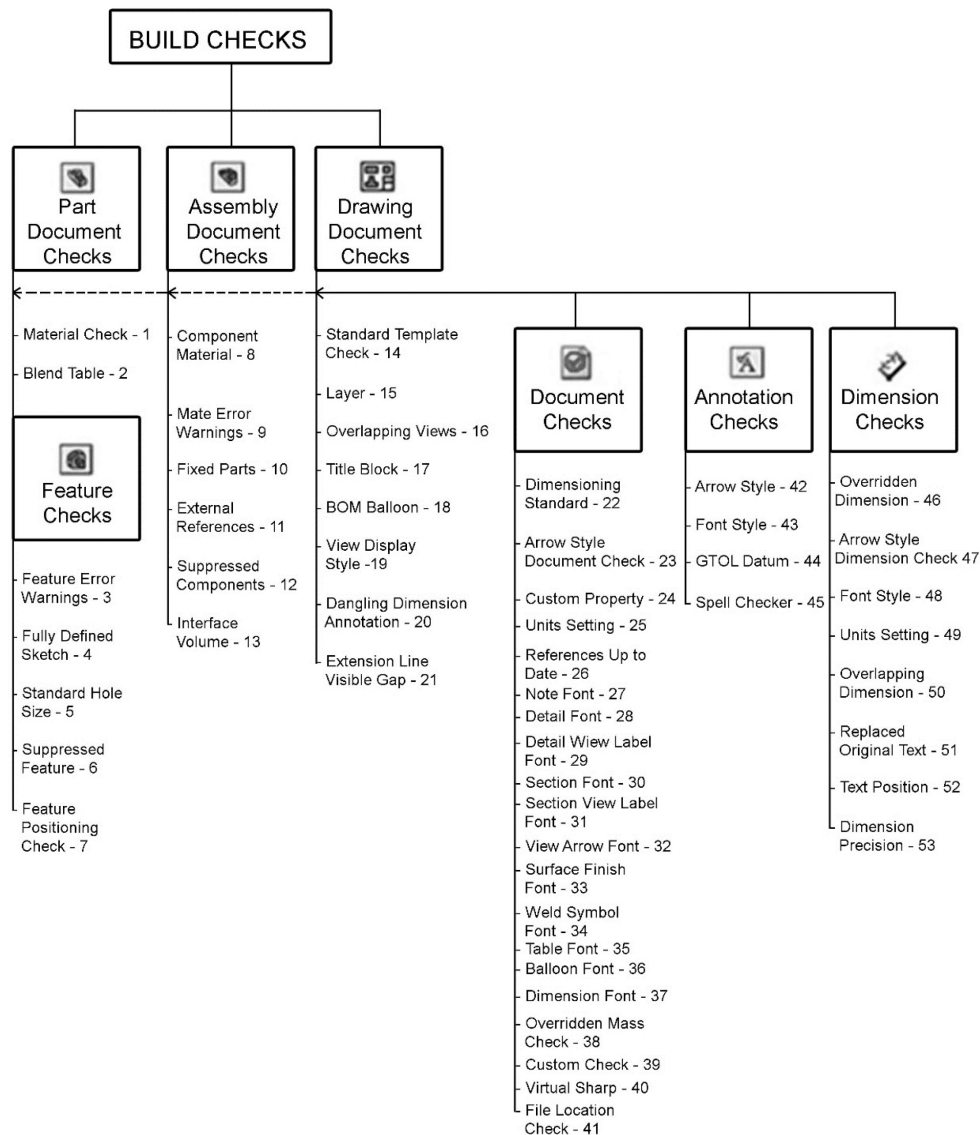 BUILD CHECKS
Part
Document
Checks
Assembly
Document
Checks
Drawing
Document
Checks
Material Check - 1
Blend Table - 2
Feature
Checks
Feature Error
Warnings - 3
Fully Defined
Sketch - 4
Standard Hole
Size - 5
Suppressed
Feature - 6
Feature
Positioning
Check - 7
Component
Material - 8
Mate Error
Warnings - 9
Fixed Parts - 10
External
References - 11
Suppressed
Components - 12
Interface
Volume - 13
Standard Template
Check - 14
Layer - 15
Overlapping Views - 16
Title Block - 17
BOM Balloon - 18
View Display
Style -19
Dangling Dimension
Annotation - 20
Extension Line
Visible Gap - 21
Document
Checks
Dimensioning
Standard - 22
Arrow Style
Document Check - 23
Custom Property - 24
Units Setting - 25
References Up to
Date - 26
Note Font - 27
Detail Font - 28
Detail Wiew Label
Font - 29
Section Font - 30
Section View Label
Font - 31
View Arrow Font - 32
Surface Finish
Font - 33
Weld Symbol
Font - 34
Table Font - 35
Balloon Font - 36
Dimension Font - 37
Overridden Mass
Check - 38
Custom Check - 39
Virtual Sharp - 40
File Location
Check - 41
Annotation
Checks
Arrow Style - 42
Font Style - 43
GTOL Datum - 44
Spell Checker - 45
Dimension
Checks
Overridden
Dimension - 46
Arrow Style
Dimension Check 47
Font Style - 48
Units Setting - 49
Overlapping
Dimension - 50
Replaced
Original Text - 51
Text Position - 52
Dimension
Precision - 53